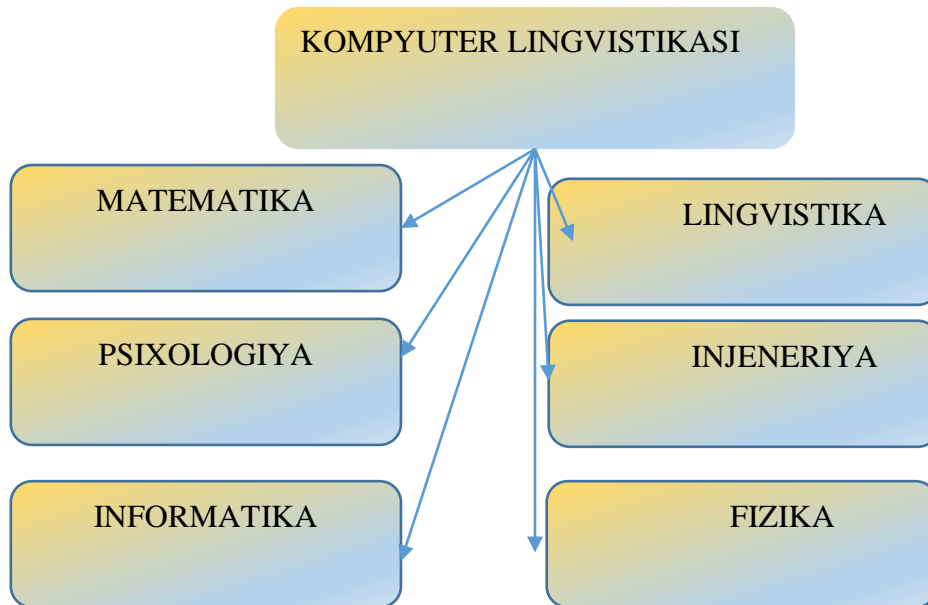 KOMPYUTER LINGVISTIKASI
MATEMATIKA
LINGVISTIKA
PSIXOLOGIYA
INJENERIYA
INFORMATIKA
FIZIKA